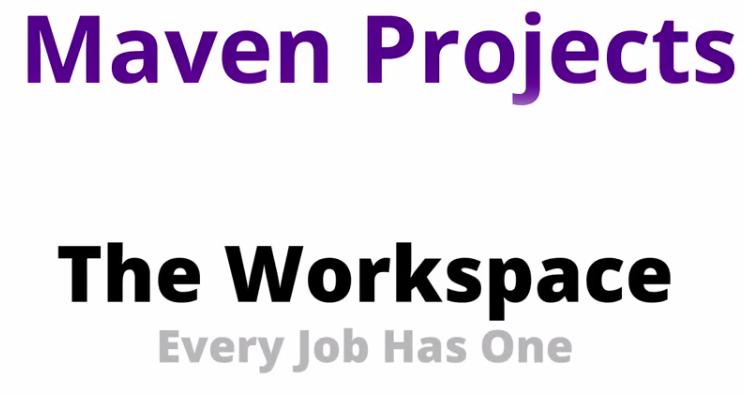 Maven Projects
The Workspace
Every Job Has One